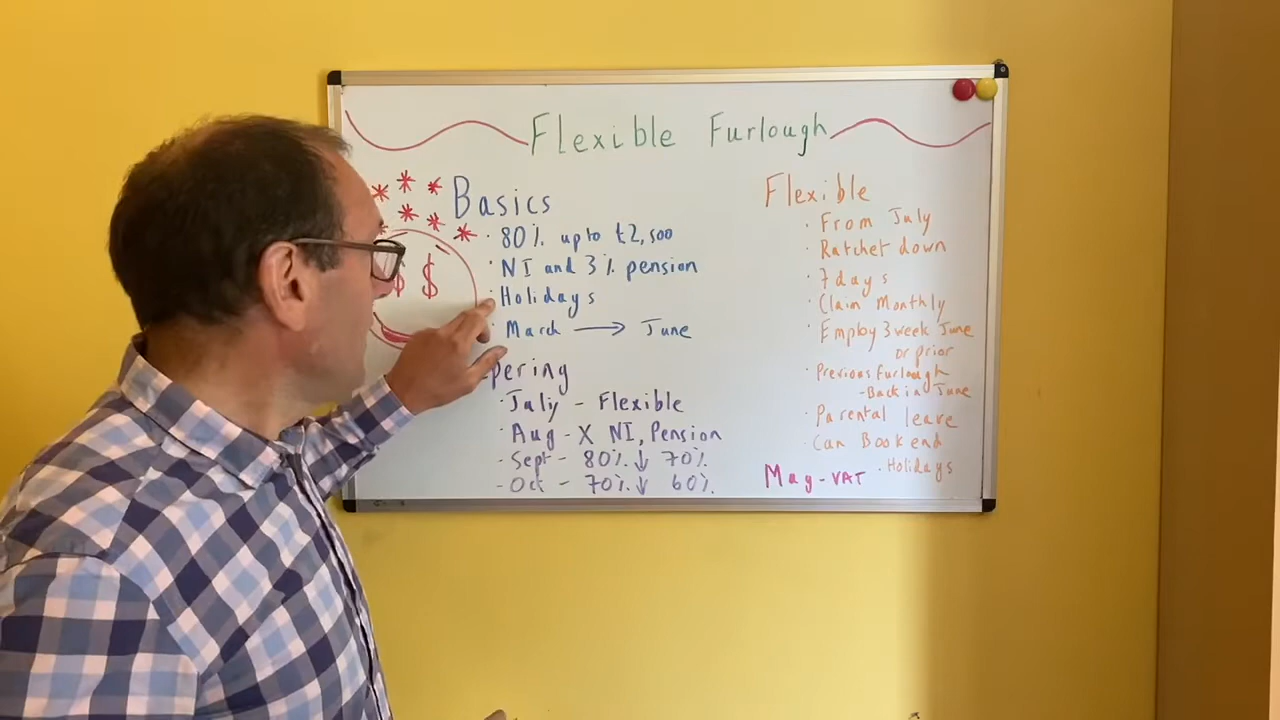 Flexible Furlough
Basics
· 80% up to £2,500
· NI and 3% pension
· Holidays
· March → June
pering
· July - Flexible
· Aug - X NI, Pension
- Sept - 80% ↓ 70%
- Oct - 70% ↓ 60%
$ $
Flexible
· From July
· Ratchet down
· 7 days
· Claim Monthly
· Employ 3 week June
or prior
· Previous furlough
- Back in June
· Parental leave
· Can Book end
· Holidays
Mag - VAT